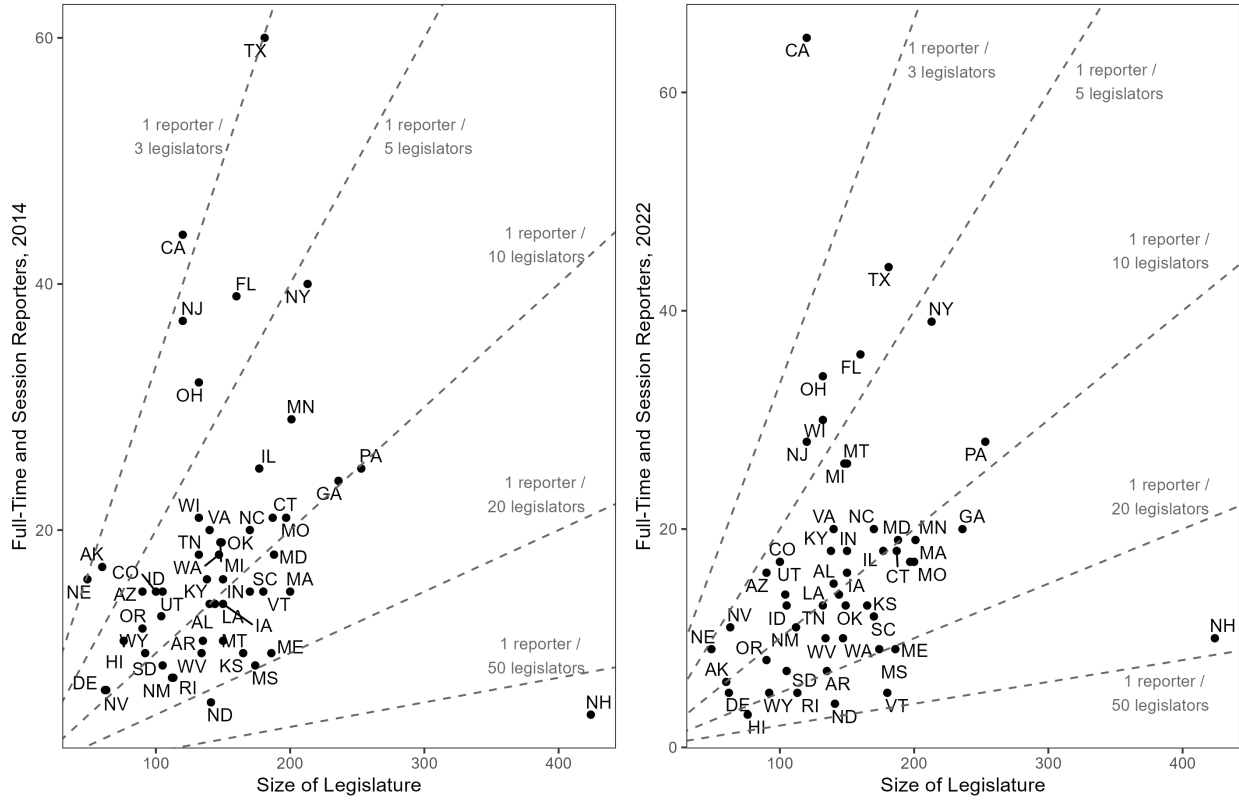 Full-Time and Session Reporters, 2014
60
40
20
TX
1 reporter /
3 legislators
1 reporter /
5 legislators
CA
1 reporter /
10 legislators
FL
NY
NJ
OH
MN
IL
PA
GA
1 reporter /
20 legislators
WI
VA
NC
CT
MO
TN
OK
AK
WA
MI
MD
CO
ID
NE
AZ
KY
IN
SC
MA
UT
VT
OR
AL
LA
IA
WY
AR
MT
ME
1 reporter /
50 legislators
HI
SD
WV
KS
MS
DE
NM
RI
NV
ND
NH
100
200
300
400
Size of Legislature
Full-Time and Session Reporters, 2022
60
40
20
0
CA
1 reporter /
3 legislators
1 reporter /
5 legislators
1 reporter /
10 legislators
TX
NY
FL
OH
WI
NJ
MT
MI
PA
1 reporter /
20 legislators
VA
NC
MD
MN
GA
KY
IN
CO
IL
MA
UT
AL
CT
MO
AZ
LA
IA
KS
NV
ID
TN
OK
SC
NE
OR
NM
WV
WA
ME
NH
AK
SD
AR
MS
1 reporter /
50 legislators
DE
WY
RI
VT
HI
ND
100
200
300
400
Size of Legislature